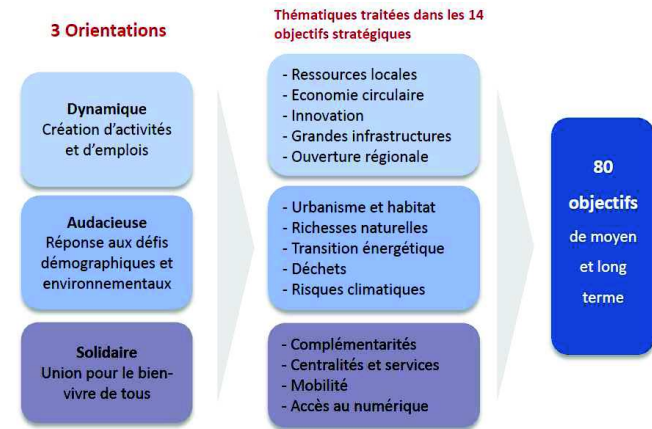 3 Orientations
Dynamique
Création d'activités
et d'emplois
Audacieuse
Réponse aux défis
démographiques et
environnementaux
Solidaire
Union pour le bien-
vivre de tous
Thématiques traitées dans les 14
objectifs stratégiques
- Ressources locales
- Economie circulaire
- Innovation
- Grandes infrastructures
- Ouverture régionale
- Urbanisme et habitat
- Richesses naturelles
- Transition énergétique
- Déchets
- Risques climatiques
- Complémentarités
- Centralités et services
- Mobilité
- Accès au numérique
80
objectifs
de moyen
et long
terme